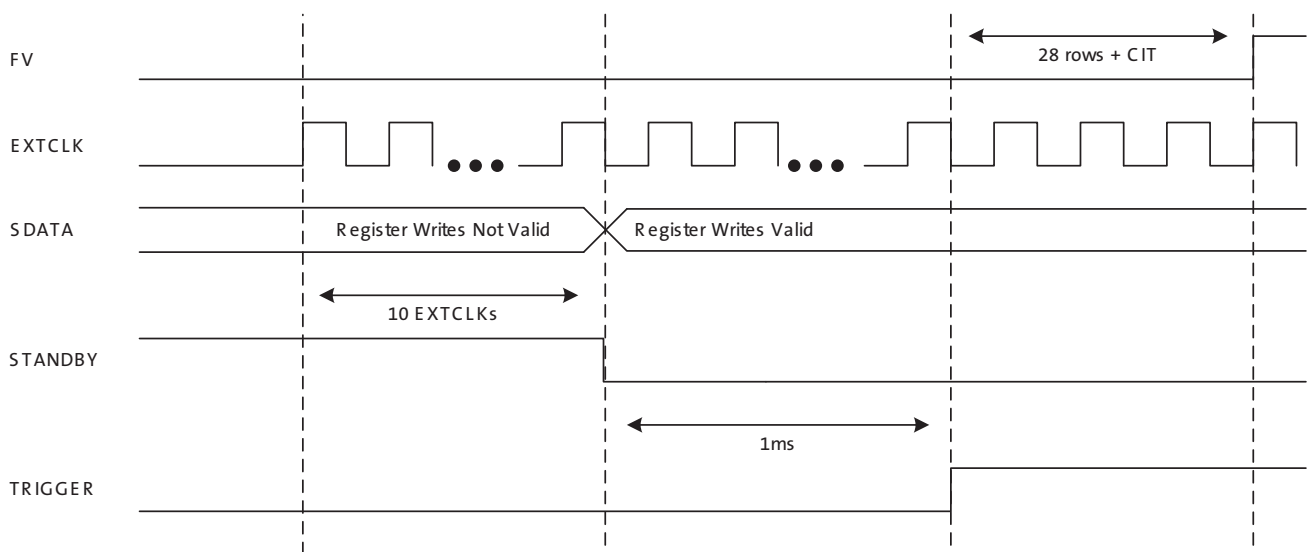 FV
28 rows + CIT
EXTCLK
SDATA
Register Writes Not Valid
Register Writes Valid
10 EXTCLKs
STANDBY
1ms
TRIGGER